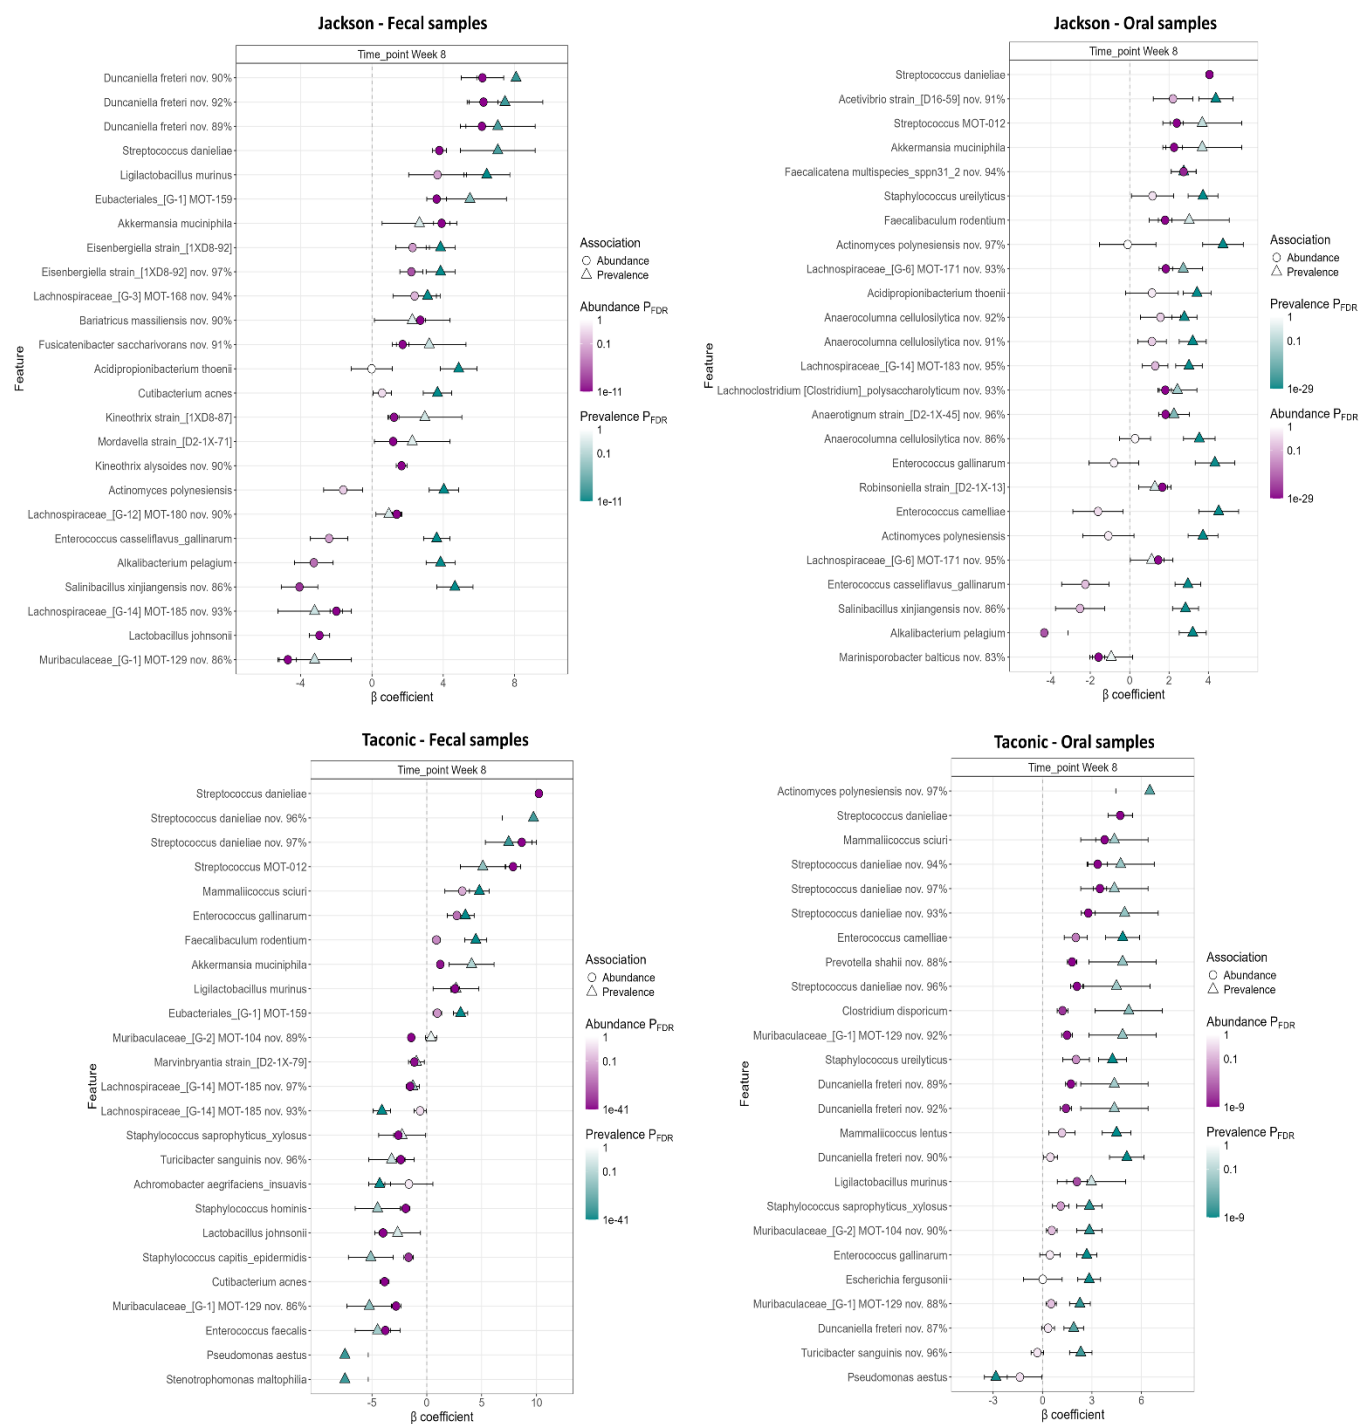 Jackson - Fecal samples
Time_point Week 8
Feature
Duncaniella freteri nov. 90%
Duncaniella freteri nov. 92%
Duncaniella freteri nov. 89%
Streptococcus danieliae
Ligilactobacillus murinus
Eubacteriales_[G-1] MOT-159
Akkermansia muciniphila
Eisenbergiella strain_[1XD8-92]
Eisenbergiella strain_[1XD8-92] nov. 97%
Lachnospiraceae_[G-3] MOT-168 nov. 94%
Bariatricus massiliensis nov. 90%
Fusicatenibacter saccharivorans nov. 91%
Acidipropionibacterium thoenii
Cutibacterium acnes
Kineothrix strain_[1XD8-87]
Mordavella strain_[D2-1X-71]
Kineothrix alysoides nov. 90%
Actinomyces polynesiensis
Lachnospiraceae_[G-12] MOT-180 nov. 90%
Enterococcus casseliflavus_gallinarum
Alkalibacterium pelagium
Salinibacillus xinjiangensis nov. 86%
Lachnospiraceae_[G-14] MOT-185 nov. 93%
Lactobacillus johnsonii
Muribaculaceae_[G-1] MOT-129 nov. 86%
-4 0 4 8
β coefficient
Association
Abundance
Prevalence
Abundance PFDR
1
0.1
1e-11
Prevalence PFDR
1
0.1
1e-11
Jackson - Oral samples
Time_point Week 8
Feature
Streptococcus danieliae
Acetivibrio strain_[D16-59] nov. 91%
Streptococcus MOT-012
Akkermansia muciniphila
Faecalicatena multispecies_sppn31_2 nov. 94%
Staphylococcus ureilyticus
Faecalibaculum rodentium
Actinomyces polynesiensis nov. 97%
Lachnospiraceae_[G-6] MOT-171 nov. 93%
Acidipropionibacterium thoenii
Anaerocolumna cellulosilytica nov. 92%
Anaerocolumna cellulosilytica nov. 91%
Lachnospiraceae_[G-14] MOT-183 nov. 95%
Lachnoclostridium [Clostridium]_polysaccharolyticum nov. 93%
Anaerotignum strain_[D2-1X-45] nov. 96%
Anaerocolumna cellulosilytica nov. 86%
Enterococcus gallinarum
Robinsoniella strain_[D2-1X-13]
Enterococcus camelliae
Actinomyces polynesiensis
Lachnospiraceae_[G-6] MOT-171 nov. 95%
Enterococcus casseliflavus_gallinarum
Salinibacillus xinjiangensis nov. 86%
Alkalibacterium pelagium
Marinisporobacter balticus nov. 83%
-4 -2 0 2 4
β coefficient
Association
Abundance
Prevalence
Prevalence PFDR
1
0.1
1e-29
Abundance PFDR
1
0.1
1e-29
Taconic - Fecal samples
Time_point Week 8
Feature
Streptococcus danieliae
Streptococcus danieliae nov. 96%
Streptococcus danieliae nov. 97%
Streptococcus MOT-012
Mammaliicoccus sciuri
Enterococcus gallinarum
Faecalibaculum rodentium
Akkermansia muciniphila
Ligilactobacillus murinus
Eubacteriales_[G-1] MOT-159
Muribaculaceae_[G-2] MOT-104 nov. 89%
Marvinbryantia strain_[D2-1X-79]
Lachnospiraceae_[G-14] MOT-185 nov. 97%
Lachnospiraceae_[G-14] MOT-185 nov. 93%
Staphylococcus saprophyticus_xylosus
Turicibacter sanguinis nov. 96%
Achromobacter aegrifaciens_insuavis
Staphylococcus hominis
Lactobacillus johnsonii
Staphylococcus capitis_epidermidis
Cutibacterium acnes
Muribaculaceae_[G-1] MOT-129 nov. 86%
Enterococcus faecalis
Pseudomonas aestus
Stenotrophomonas maltophilia
-5 0 5 10
β coefficient
Association
Abundance
Prevalence
Abundance PFDR
1
0.1
1e-41
Prevalence PFDR
1
0.1
1e-41
Taconic - Oral samples
Time_point Week 8
Feature
Actinomyces polynesiensis nov. 97%
Streptococcus danieliae
Mammaliicoccus sciuri
Streptococcus danieliae nov. 94%
Streptococcus danieliae nov. 97%
Streptococcus danieliae nov. 93%
Enterococcus camelliae
Prevotella shahii nov. 88%
Streptococcus danieliae nov. 96%
Clostridium disporicum
Muribaculaceae_[G-1] MOT-129 nov. 92%
Staphylococcus ureilyticus
Duncaniella freteri nov. 89%
Duncaniella freteri nov. 92%
Mammaliicoccus lentus
Duncaniella freteri nov. 90%
Ligilactobacillus murinus
Staphylococcus saprophyticus_xylosus
Muribaculaceae_[G-2] MOT-104 nov. 90%
Enterococcus gallinarum
Escherichia fergusonii
Muribaculaceae_[G-1] MOT-129 nov. 88%
Duncaniella freteri nov. 87%
Turicibacter sanguinis nov. 96%
Pseudomonas aestus
-3 0 3 6
β coefficient
Association
Abundance
Prevalence
Abundance PFDR
1
0.1
1e-9
Prevalence PFDR
1
0.1
1e-9